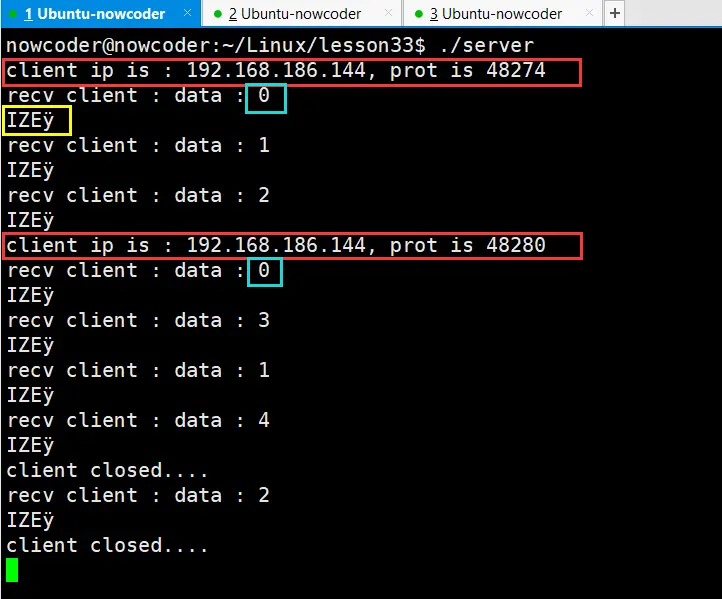 1 Ubuntu-nowcoder × 2 Ubuntu-nowcoder × 3 Ubuntu-nowcoder × +
nowcoder@nowcoder:~/Linux/lesson33$ ./server
client ip is : 192.168.186.144, prot is 48274
recv client : data : 0
IZEÿ
recv client : data : 1
IZEÿ
recv client : data : 2
IZEÿ
client ip is : 192.168.186.144, prot is 48280
recv client : data : 0
IZEÿ
recv client : data : 3
IZEÿ
recv client : data : 1
IZEÿ
recv client : data : 4
IZEÿ
client closed....
recv client : data : 2
IZEÿ
client closed....